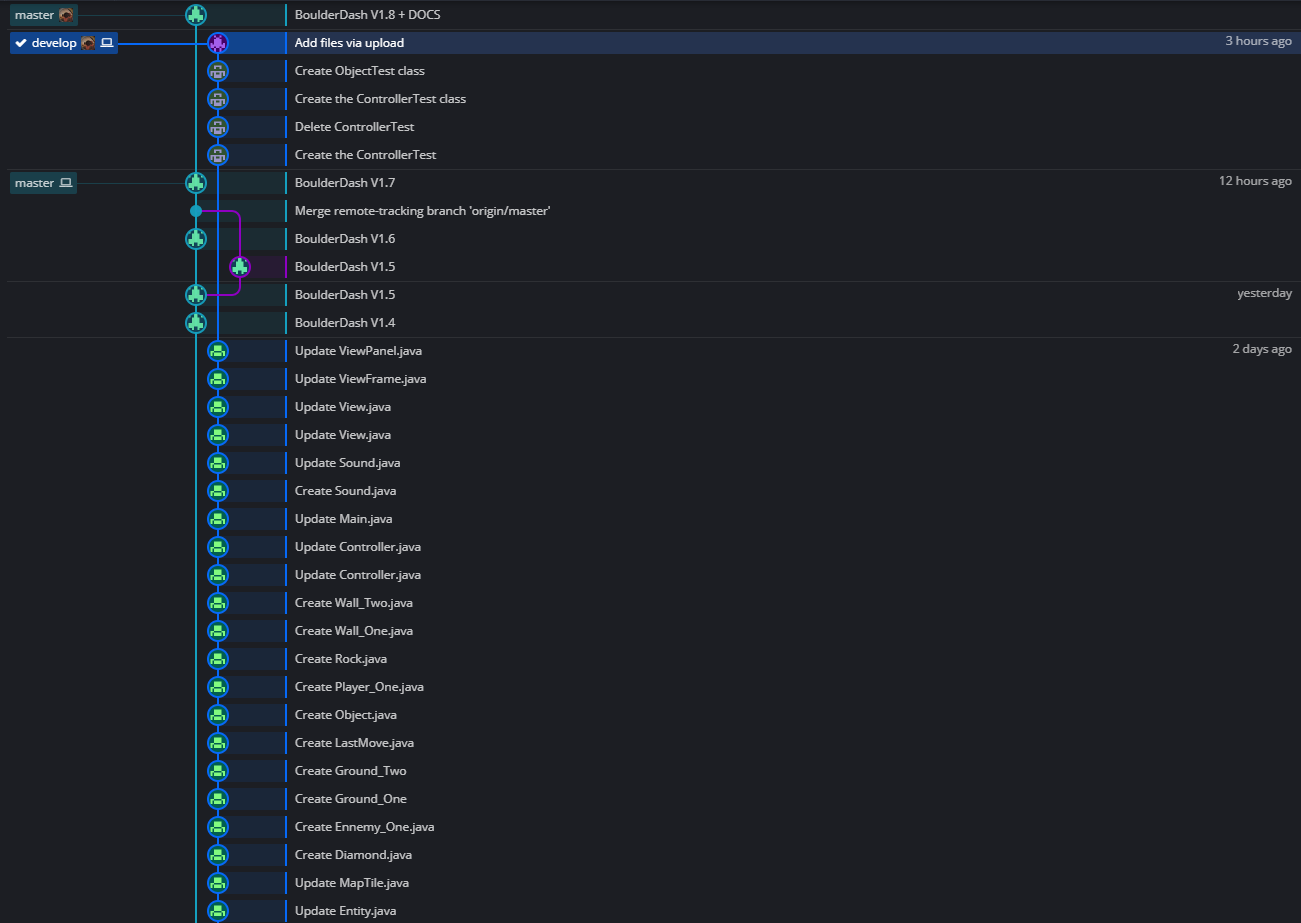 master BoulderDash V1.8 + DOCS
develop Add files via upload 3 hours ago
Create ObjectTest class
Create the ControllerTest class
Delete ControllerTest
Create the ControllerTest
master BoulderDash V1.7 12 hours ago
Merge remote-tracking branch 'origin/master'
BoulderDash V1.6
BoulderDash V1.5
BoulderDash V1.5 yesterday
BoulderDash V1.4
Update ViewPanel.java 2 days ago
Update ViewFrame.java
Update View.java
Update View.java
Update Sound.java
Create Sound.java
Update Main.java
Update Controller.java
Update Controller.java
Create Wall_Two.java
Create Wall_One.java
Create Rock.java
Create Player_One.java
Create Object.java
Create LastMove.java
Create Ground_Two
Create Ground_One
Create Ennemy_One.java
Create Diamond.java
Update MapTile.java
Update Entity.java